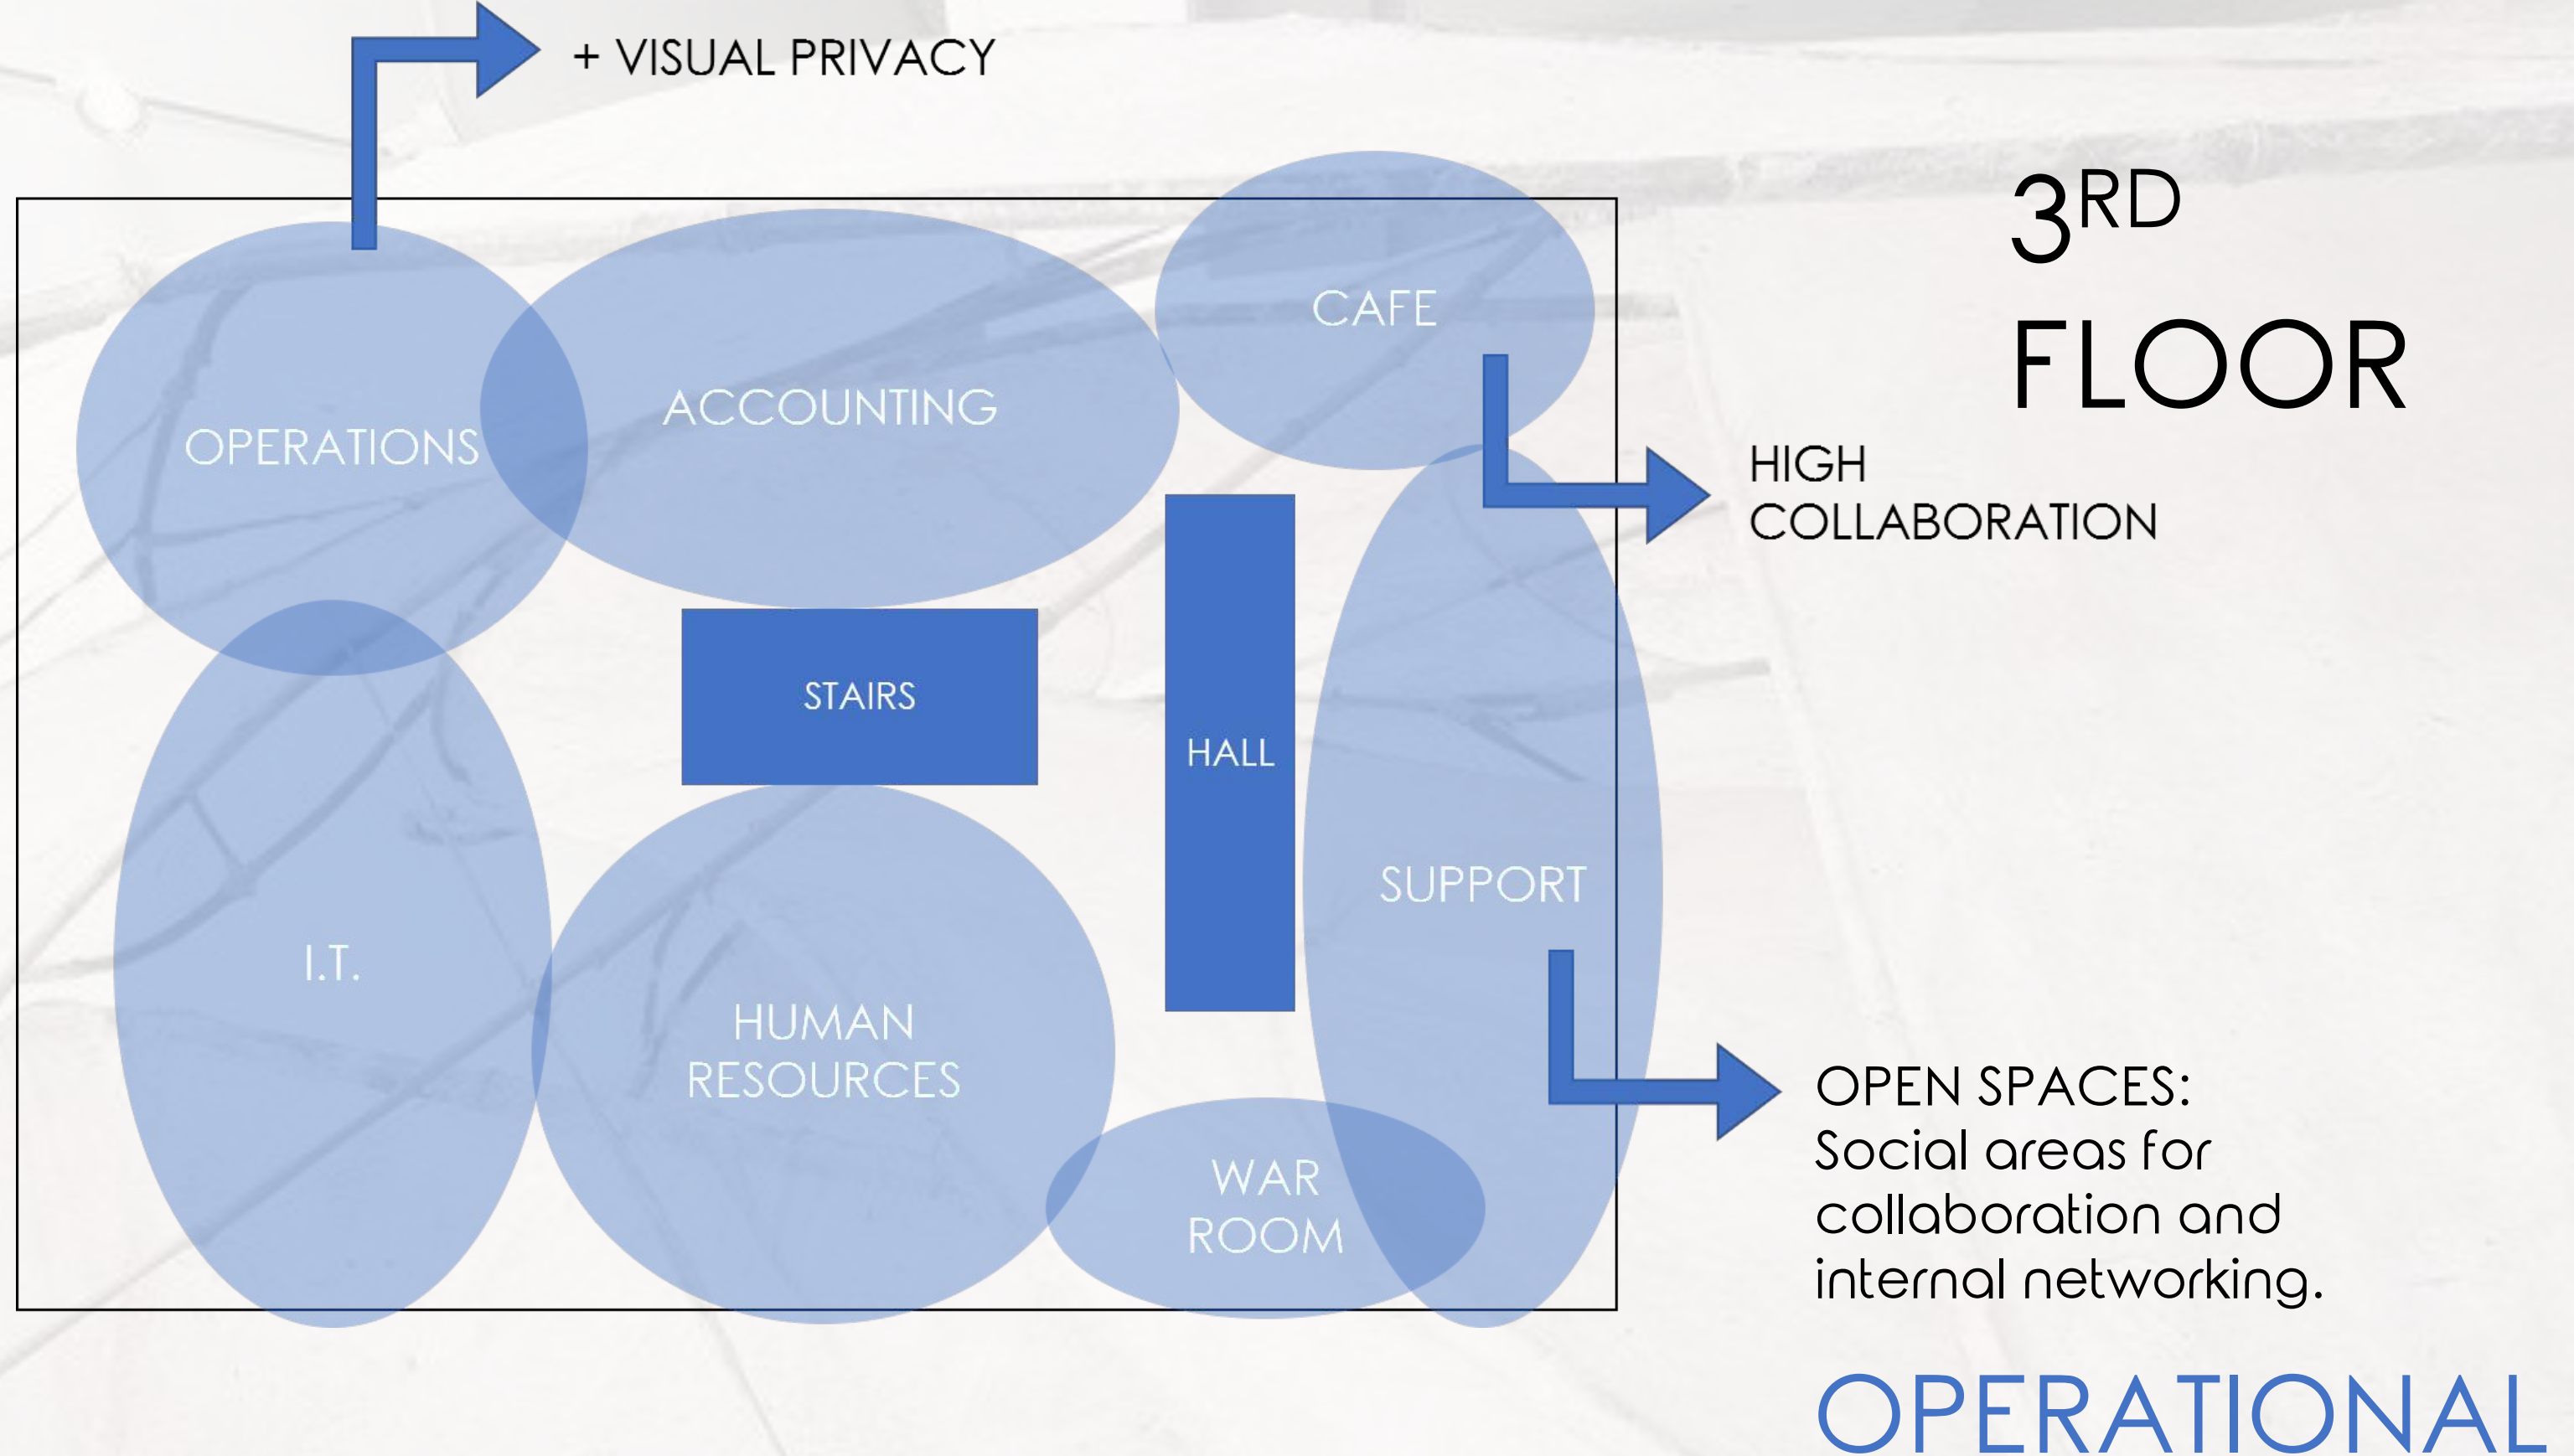 + VISUAL PRIVACY
3RD
FLOOR
CAFE
ACCOUNTING
OPERATIONS
HIGH
COLLABORATION
STAIRS
HALL
SUPPORT
I.T.
HUMAN
RESOURCES
WAR
ROOM
OPEN SPACES:
Social areas for
collaboration and
internal networking.
OPERATIONAL